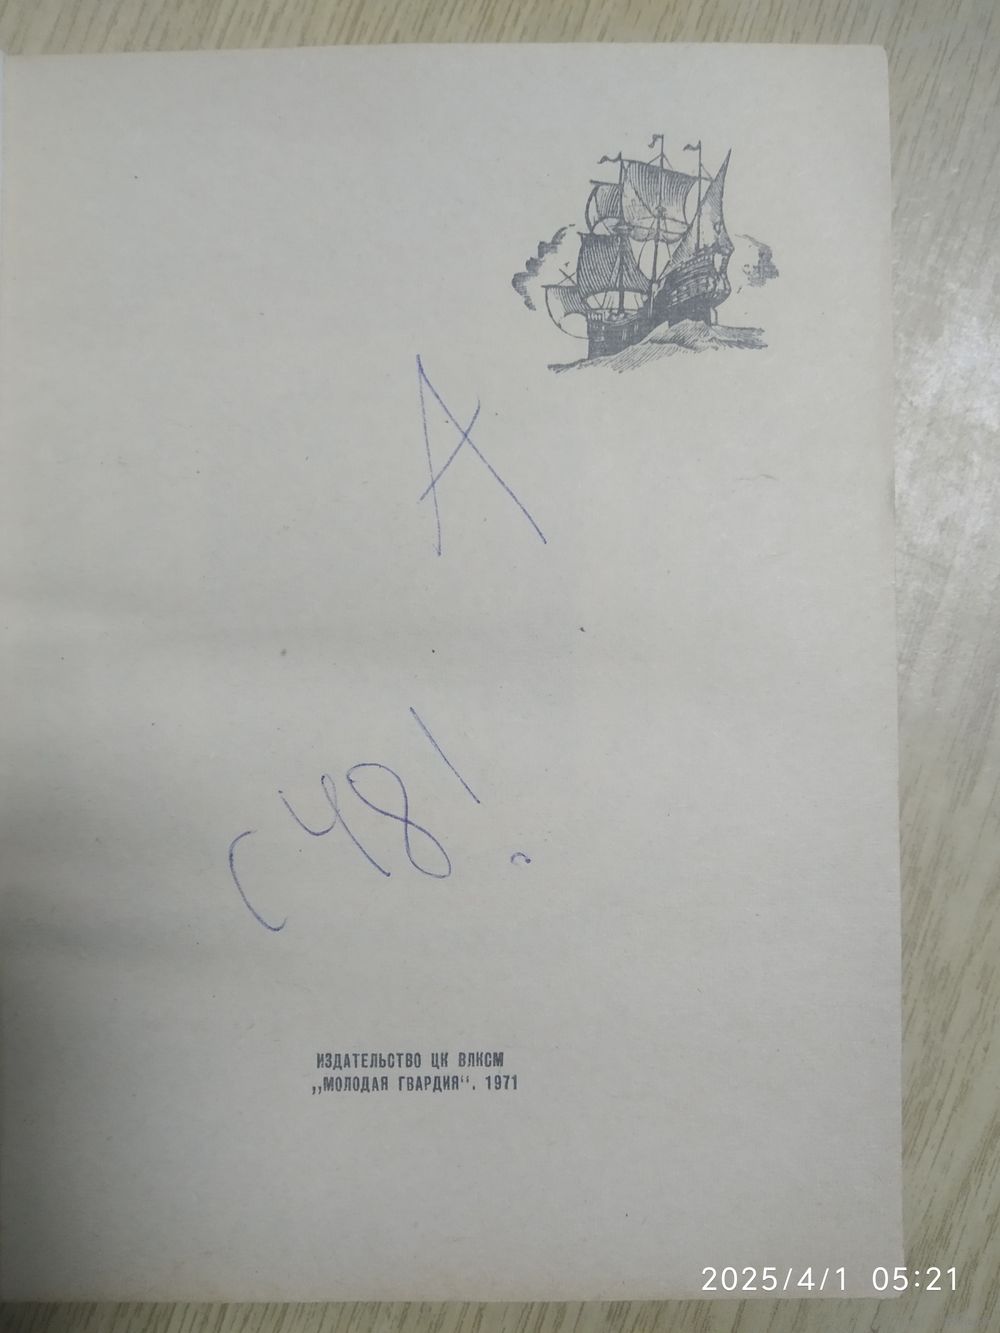 А
с 48!
ИЗДАТЕЛЬСТВО ЦК ВЛКСМ
„МОЛОДАЯ ГВАРДИЯ“. 1971
2025/4/1 05:21